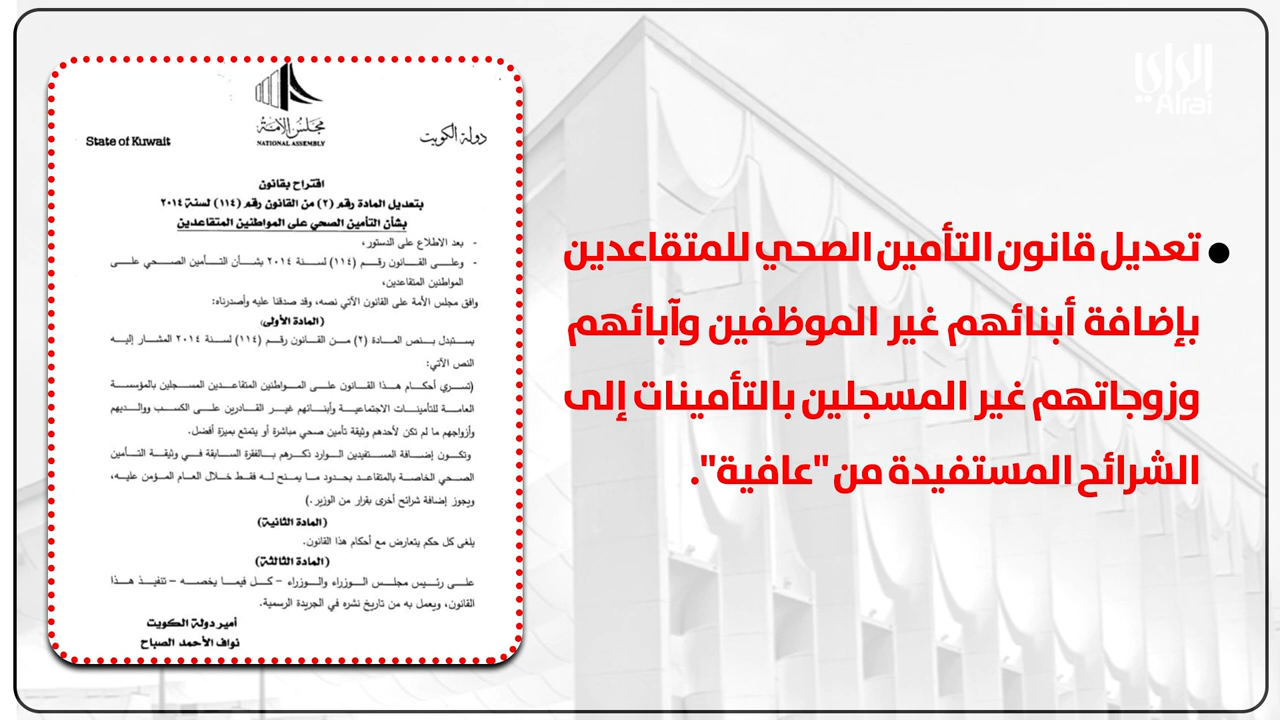 الراي
Alrai
تعديل قانون التأمين الصحي للمتقاعدين
بإضافة أبنائهم غير الموظفين وآبائهم
وزوجاتهم غير المسجلين بالتأمينات إلى
الشرائح المستفيدة من "عافية".
دولة الكويت
مجلس الأمة
NATIONAL ASSEMBLY
State of Kuwait
اقتراح بقانون
بتعديل المادة رقم (٢) من القانون رقم (١١٤) لسنة ٢٠١٤
بشأن التأمين الصحي على المواطنين المتقاعدين
- بعد الاطلاع على الدستور،
- وعلى القانون رقم (١١٤) لسنة ٢٠١٤ بشأن التأمين الصحي على
المواطنين المتقاعدين،
وافق مجلس الأمة على القانون الآتي نصه، وقد صدقنا عليه وأصدرناه:
(المادة الأولى)
يستبدل بنص المادة (٢) من القانون رقم (١١٤) لسنة ٢٠١٤ المشار إليه
النص الآتي:
(تسري أحكام هذا القانون على المواطنين المتقاعدين المسجلين بالمؤسسة
العامة للتأمينات الاجتماعية وأبنائهم غير القادرين على الكسب ووالديهم
وأزواجهم ما لم تكن لأحدهم وثيقة تأمين صحي مباشرة أو يتمتع بميزة أفضل.
وتكون إضافة المستفيدين الوارد ذكرهم بالفقرة السابقة في وثيقة التأمين
الصحي الخاصة بالمتقاعد بحدود ما يمنح له فقط خلال العام المؤمن عليه،
ويجوز إضافة شرائح أخرى بقرار من الوزير.)
(المادة الثانية)
يلغى كل حكم يتعارض مع أحكام هذا القانون.
(المادة الثالثة)
على رئيس مجلس الوزراء والوزراء – كل فيما يخصه – تنفيذ هذا
القانون، ويعمل به من تاريخ نشره في الجريدة الرسمية.
أمير دولة الكويت
نواف الأحمد الصباح